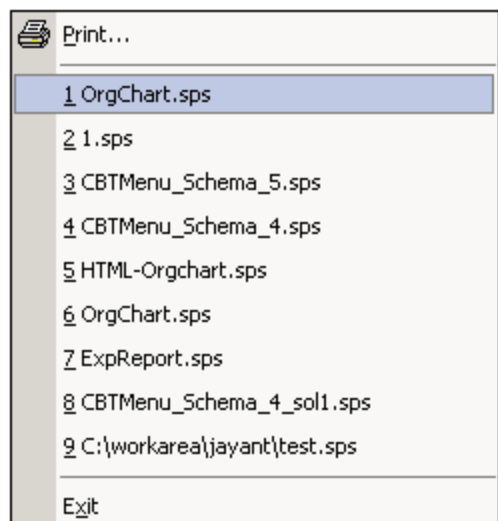 Print...
1 OrgChart.sps
2 1.sps
3 CBTMenu_Schema_5.sps
4 CBTMenu_Schema_4.sps
5 HTML-Orgchart.sps
6 OrgChart.sps
7 ExpReport.sps
8 CBTMenu_Schema_4_sol1.sps
9 C:\workarea\jayant\test.sps
Exit